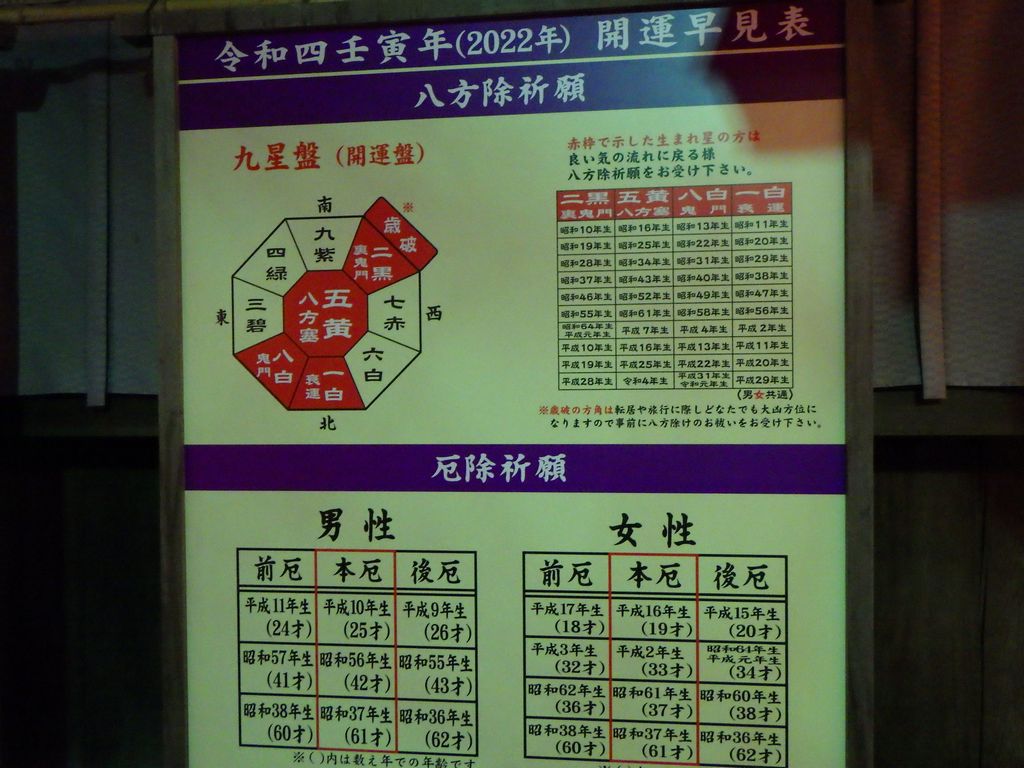 令和四壬寅年(2022年) 開運早見表
八方除祈願
九星盤 (開運盤)
南
九紫
※
歳破
二黒
裏鬼門
四緑
東
三碧
五黄
八方塞
七赤
西
六白
八白
鬼門
一白
衰運
北
赤枠で示した生まれ星の方は
良い気の流れに戻る様
八方除祈願をお受け下さい。
二黒 五黄 八白 一白
裏鬼門 八方塞 鬼門 衰運
昭和10年生 昭和16年生 昭和13年生 昭和11年生
昭和19年生 昭和25年生 昭和22年生 昭和20年生
昭和28年生 昭和34年生 昭和31年生 昭和29年生
昭和37年生 昭和43年生 昭和40年生 昭和38年生
昭和46年生 昭和52年生 昭和49年生 昭和47年生
昭和55年生 昭和61年生 昭和58年生 昭和56年生
昭和64年生 平成元年生 平成7年生 平成4年生 平成2年生
平成10年生 平成16年生 平成13年生 平成11年生
平成19年生 平成25年生 平成22年生 平成20年生
平成28年生 令和4年生 平成31年生 令和元年生 平成29年生
(男女共通)
※歳破の方角は転居や旅行に際しどなたでも大凶方位に
なりますので事前に八方除けのお祓いをお受け下さい。
厄除祈願
男性
前厄 本厄 後厄
平成11年生 平成10年生 平成9年生
(24才) (25才) (26才)
昭和57年生 昭和56年生 昭和55年生
(41才) (42才) (43才)
昭和38年生 昭和37年生 昭和36年生
(60才) (61才) (62才)
※( )内は数え年での年齢です
女性
前厄 本厄 後厄
平成17年生 平成16年生 平成15年生
(18才) (19才) (20才)
平成3年生 平成2年生 昭和64年生 平成元年生
(32才) (33才) (34才)
昭和62年生 昭和61年生 昭和60年生
(36才) (37才) (38才)
昭和38年生 昭和37年生 昭和36年生
(60才) (61才) (62才)